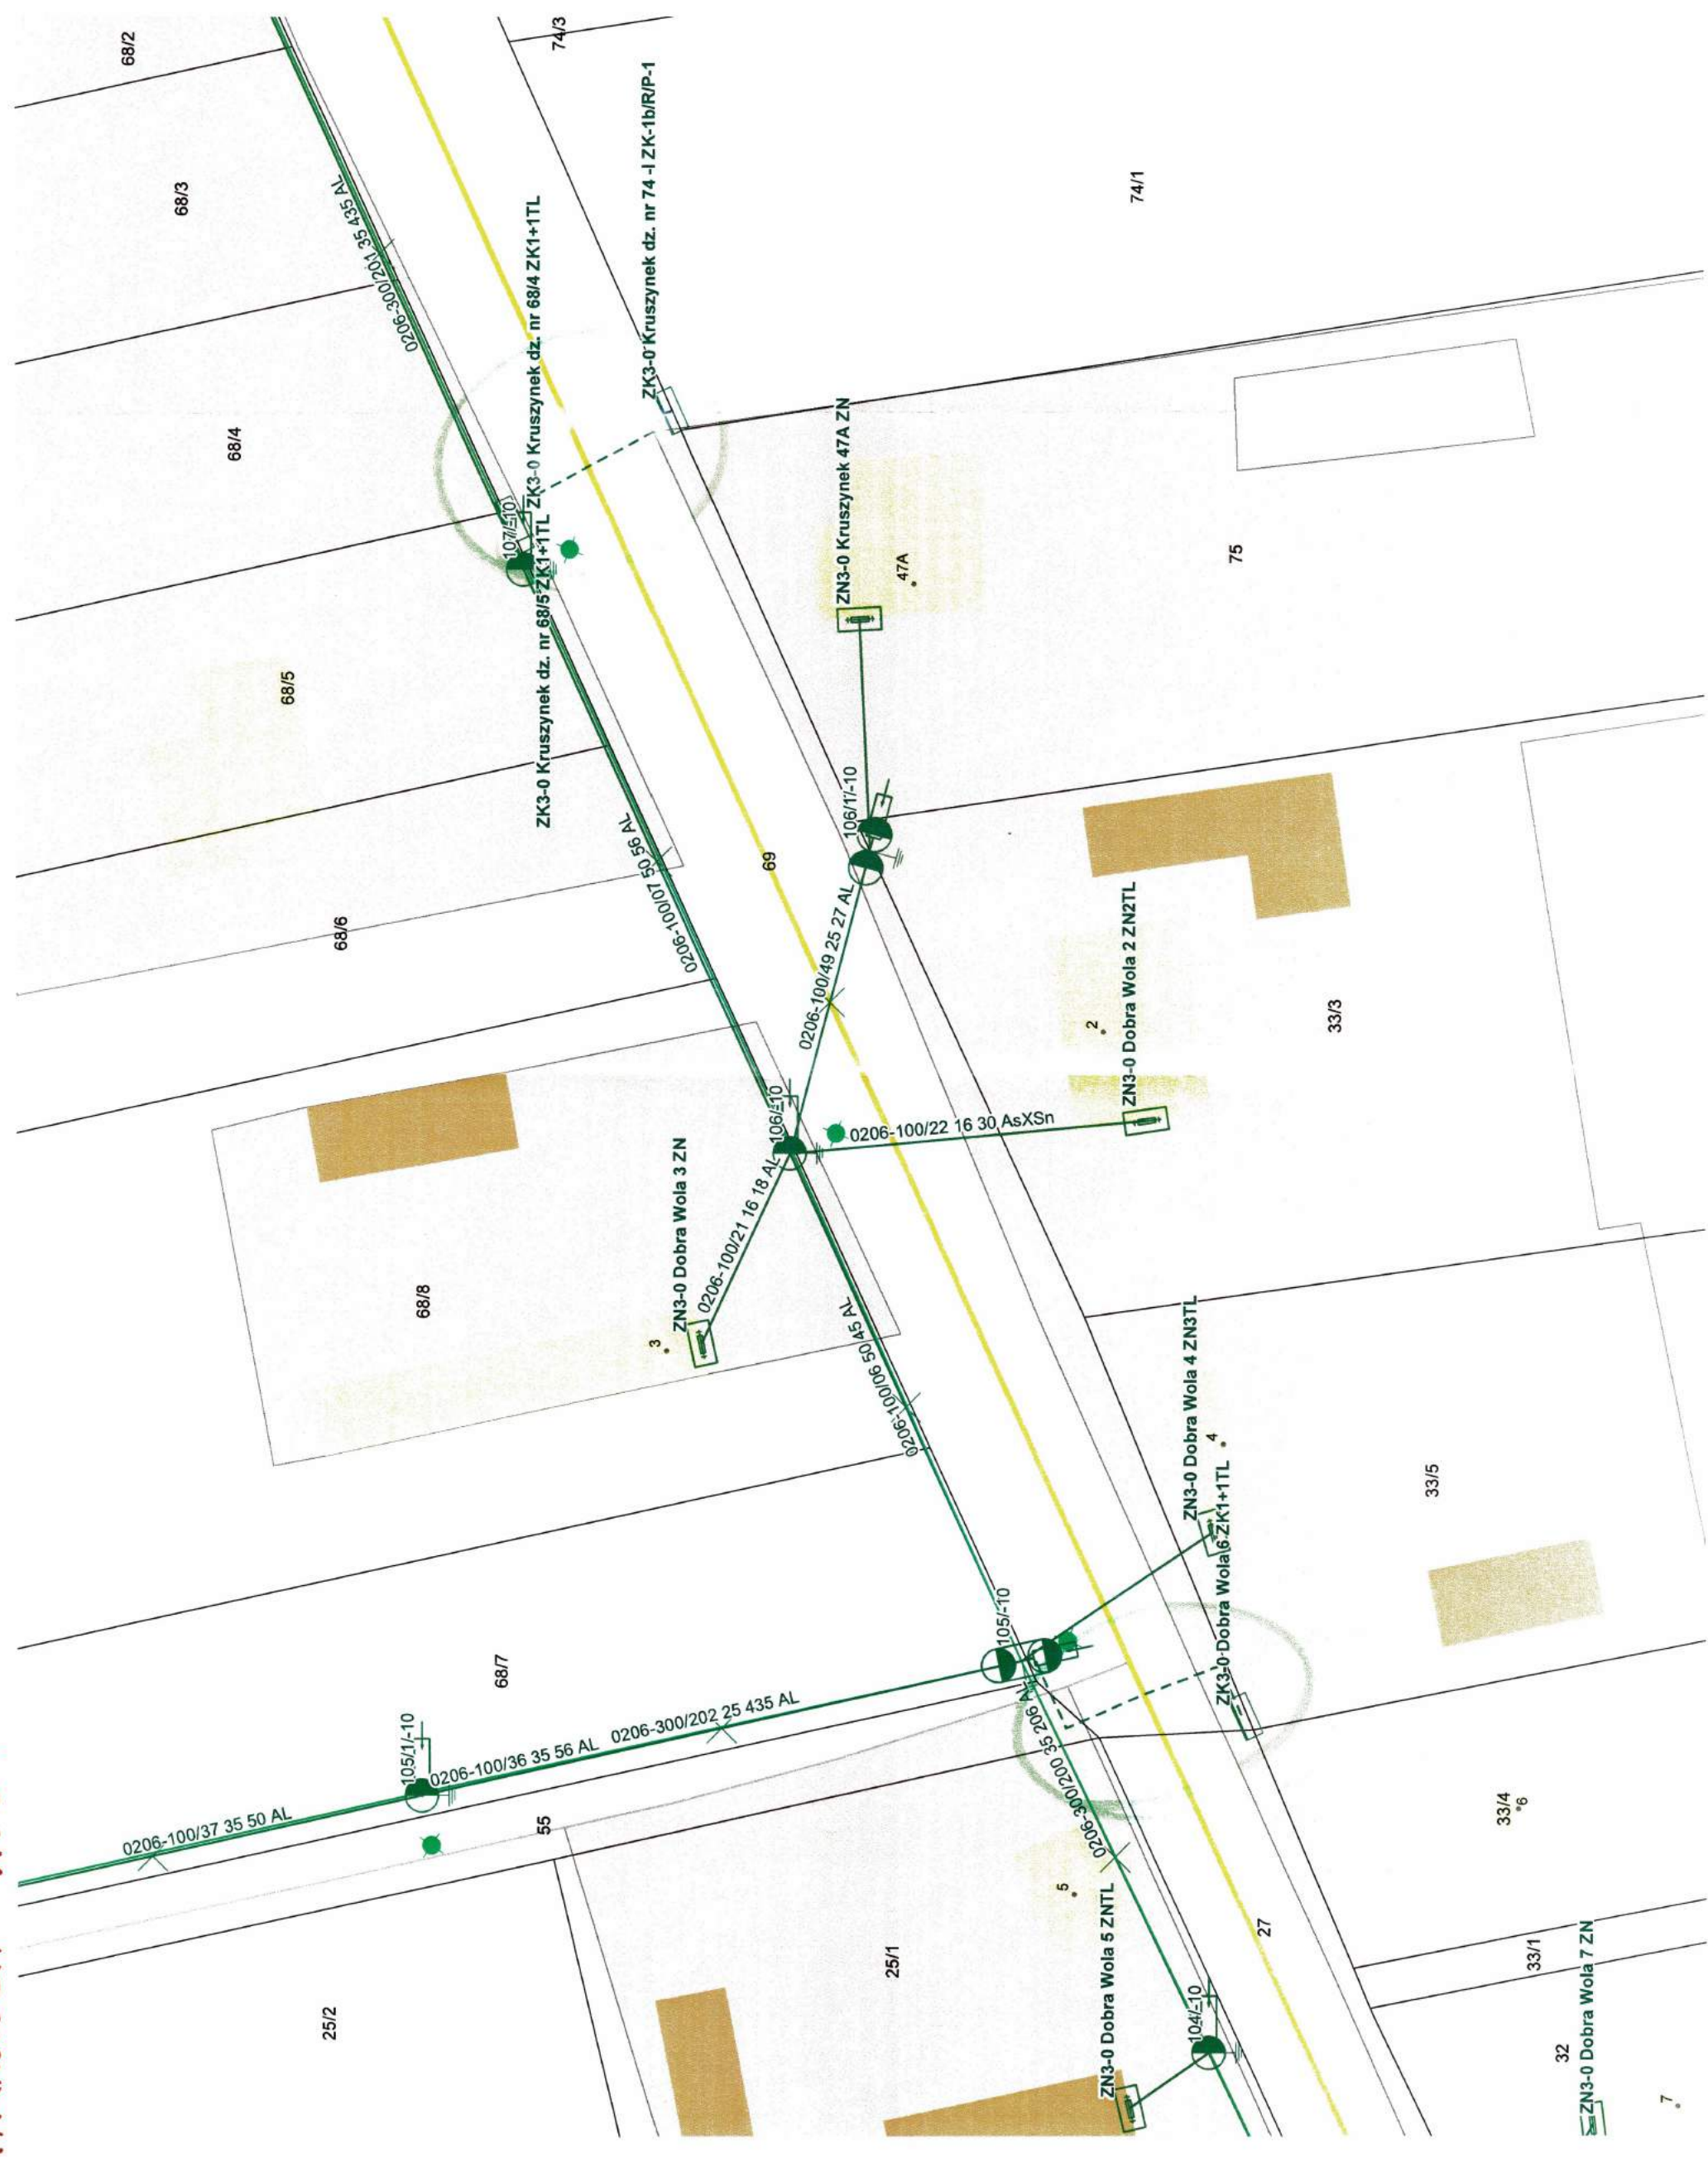 68/2
74/3
68/3
ZK3-0 Kruszynek dz. nr 74 -I ZK-1b/R/P-1
74/1
0206-300/201 35 435 AL
ZK3-0 Kruszynek dz. nr 68/4 ZK1+1TL
68/4
107/-10
ZN3-0 Kruszynek 47A ZN
47A
75
68/5
ZK3-0 Kruszynek dz. nr 68/5 ZK1+1TL
106/1/-10
69
0206-100/07 50 56 AL
68/6
0206-100/49 25 27 AL
ZN3-0 Dobra Wola 2 ZN2TL
2
33/3
106/-10
0206-100/22 16 30 AsXSn
ZN3-0 Dobra Wola 3 ZN
0206-100/21 16 18 AL
68/8
3
0206-100/06 50 45 AL
ZN3-0 Dobra Wola 4 ZN3TL
4
33/5
ZK3-0 Dobra Wola 6 ZK1+1TL
105/-10
68/7
0206-300/202 25 435 AL
105/1/-10
0206-100/36 35 56 AL
0206-300/200 35 206 AL
0206-100/37 35 50 AL
55
33/4
6
5
ZN3-0 Dobra Wola 5 ZNTL
27
25/1
33/1
ZN3-0 Dobra Wola 7 ZN
25/2
104/-10
32
7